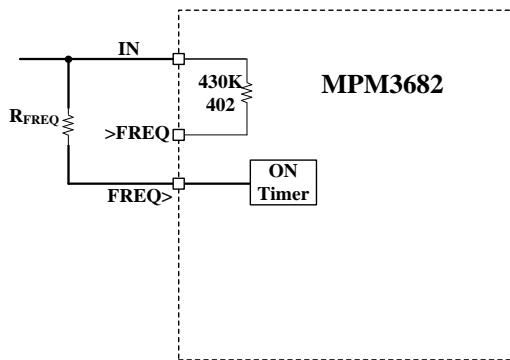 IN
430K
402
MPM3682
RFREQ
>FREQ
ON
Timer
FREQ>